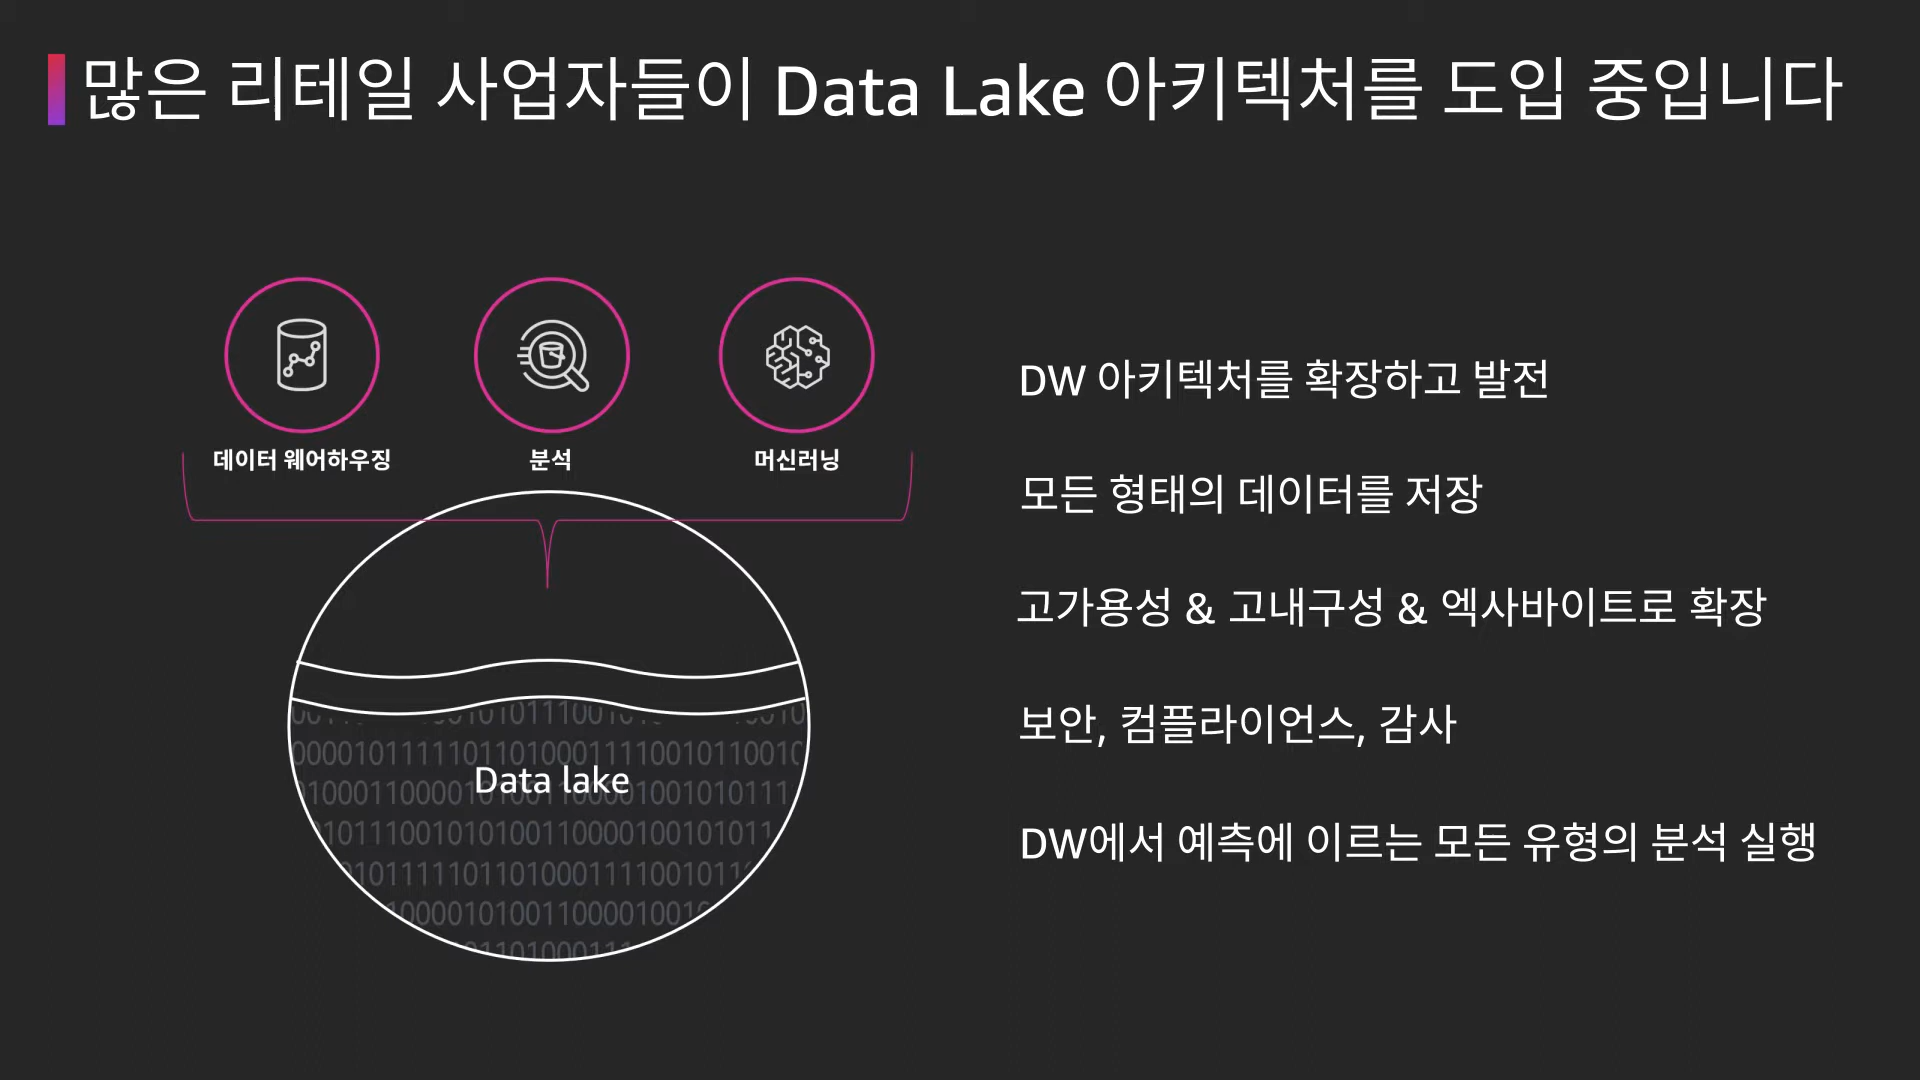 많은 리테일 사업자들이 Data Lake 아키텍처를 도입 중입니다
데이터 웨어하우징
분석
머신러닝
Data lake
DW 아키텍처를 확장하고 발전
모든 형태의 데이터를 저장
고가용성 & 고내구성 & 엑사바이트로 확장
보안, 컴플라이언스, 감사
DW에서 예측에 이르는 모든 유형의 분석 실행